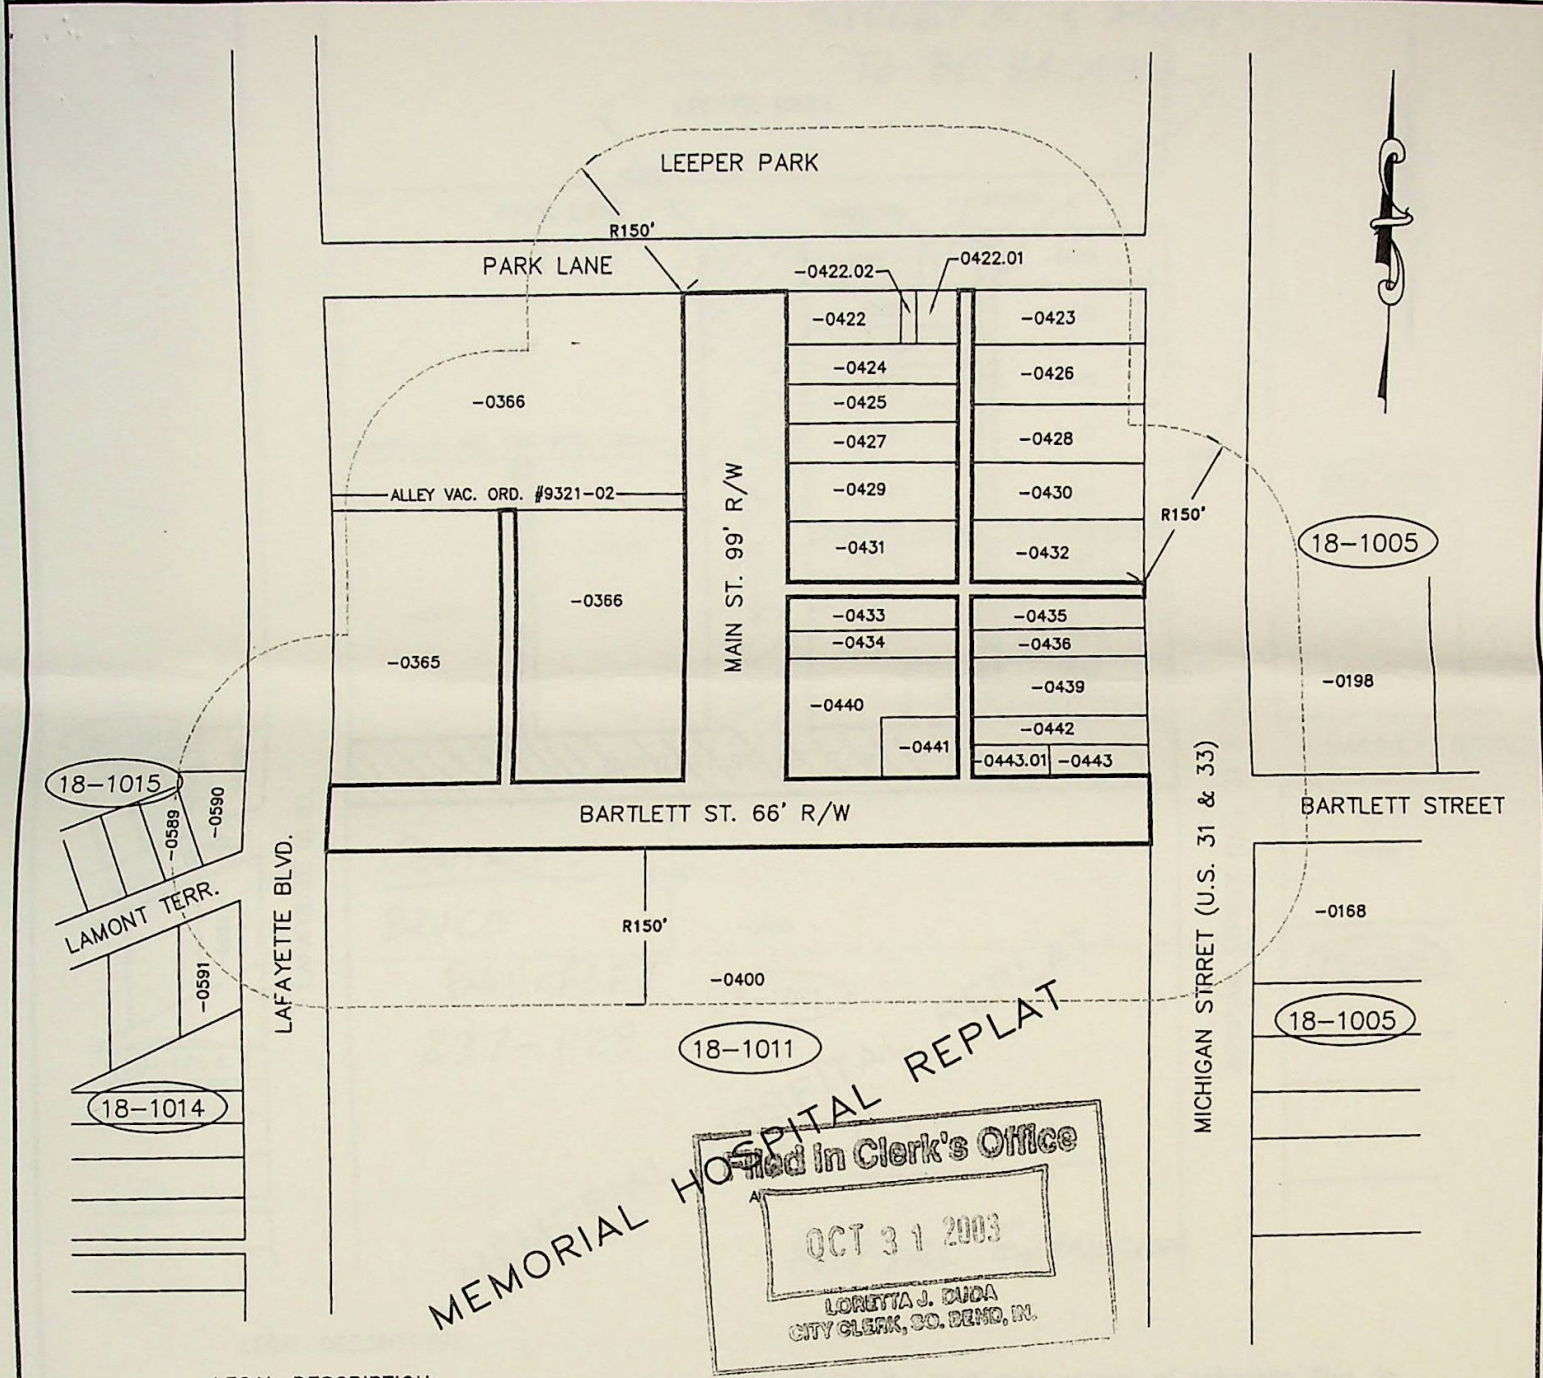 LEEPER PARK
R150'
PARK LANE
-0422.02
-0422.01
-0422
-0423
-0424
-0426
-0366
-0425
-0427
-0428
ALLEY VAC. ORD. #9321-02
-0429
-0430
R150'
-0431
-0432
18-1005
MAIN ST. 99' R/W
-0366
-0433
-0435
-0434
-0436
-0365
-0439
-0198
-0440
-0442
-0441
-0443.01
-0443
18-1015
-0589
-0590
BARTLETT ST. 66' R/W
BARTLETT STREET
LAMONT TERR.
LAFAYETTE BLVD.
R150'
MICHIGAN STRRET (U.S. 31 & 33)
-0168
-0591
-0400
18-1011
18-1005
18-1014
MEMORIAL HOSPITAL REPLAT
Filed in Clerk's Office
OCT 31 2003
LORETTA J. DUDA
CITY CLERK, SO. BEND, IN.
LEGAL DESCRIPTION